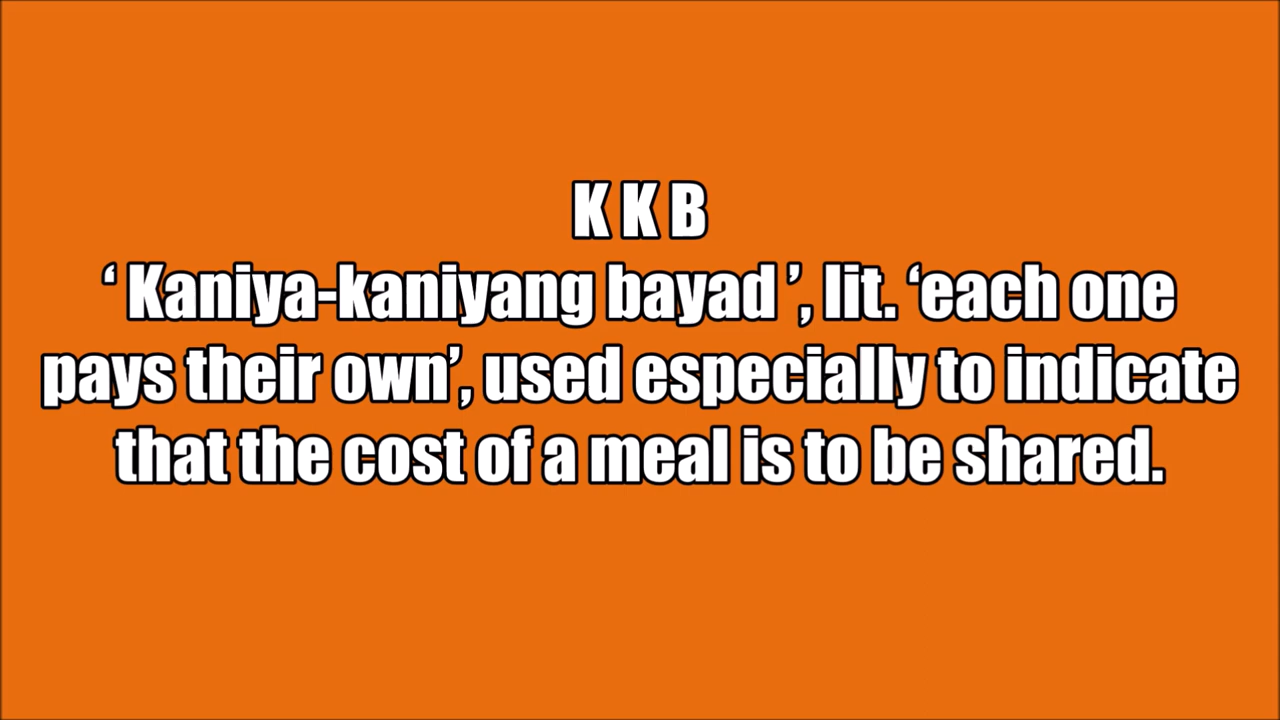 K K B
‘ Kaniya-kaniyang bayad ’, lit. ‘each one
pays their own’, used especially to indicate
that the cost of a meal is to be shared.